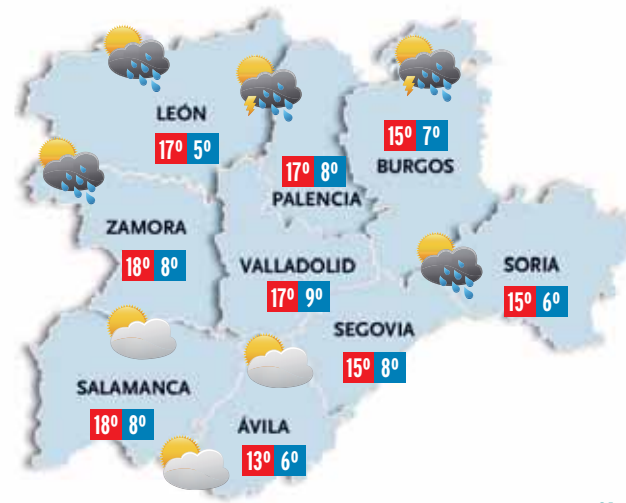 LEÓN
17º 5º
15º 7º
BURGOS
17º 8º
PALENCIA
ZAMORA
18º 8º
VALLADOLID
17º 9º
SORIA
15º 6º
SEGOVIA
15º 8º
SALAMANCA
18º 8º
ÁVILA
13º 6º